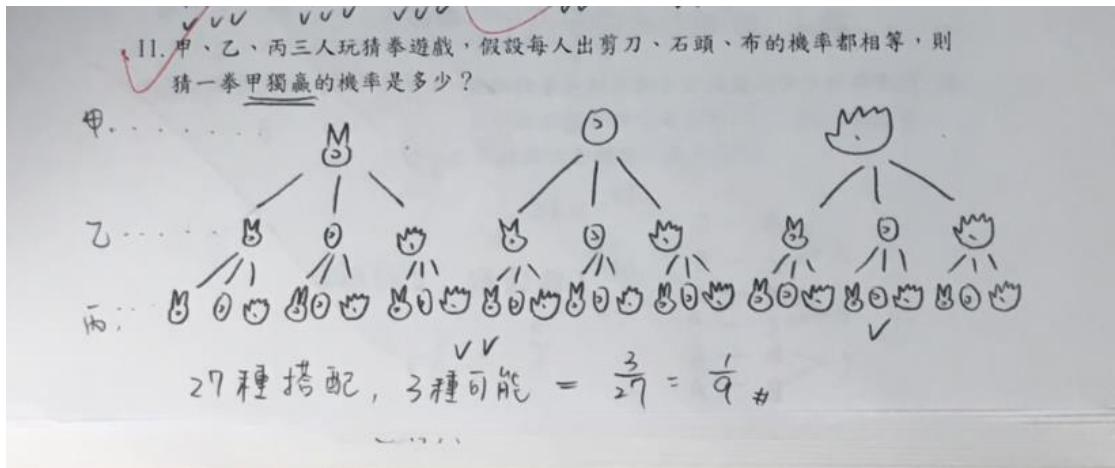 11. 甲、乙、丙三人玩猜拳遊戲，假設每人出剪刀、石頭、布的機率都相等，則
猜一拳甲獨贏的機率是多少？
甲.......
乙......
丙...
27種搭配，3種可能 = 3/27 = 1/9 #